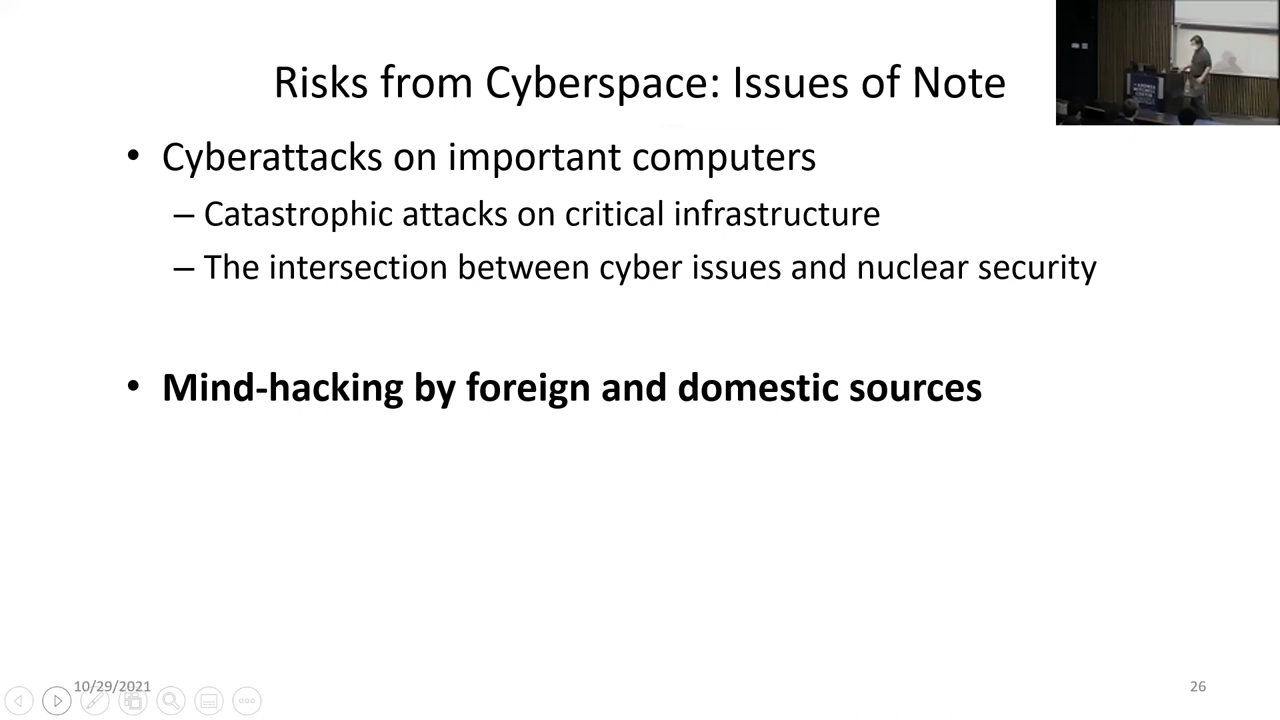 Risks from Cyberspace: Issues of Note
• Cyberattacks on important computers
– Catastrophic attacks on critical infrastructure
– The intersection between cyber issues and nuclear security
• Mind-hacking by foreign and domestic sources
10/29/2021
26